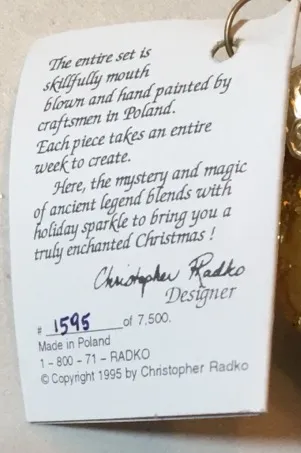 The entire set is
skillfully mouth
blown and hand painted by
craftsmen in Poland.
Each piece takes an entire
week to create.
Here, the mystery and magic
of ancient legend blends with
holiday sparkle to bring you a
truly enchanted Christmas !
Christopher Radko
Designer
# 1595 of 7,500.
Made in Poland
1 - 800 - 71 - RADKO
© Copyright 1995 by Christopher Radko